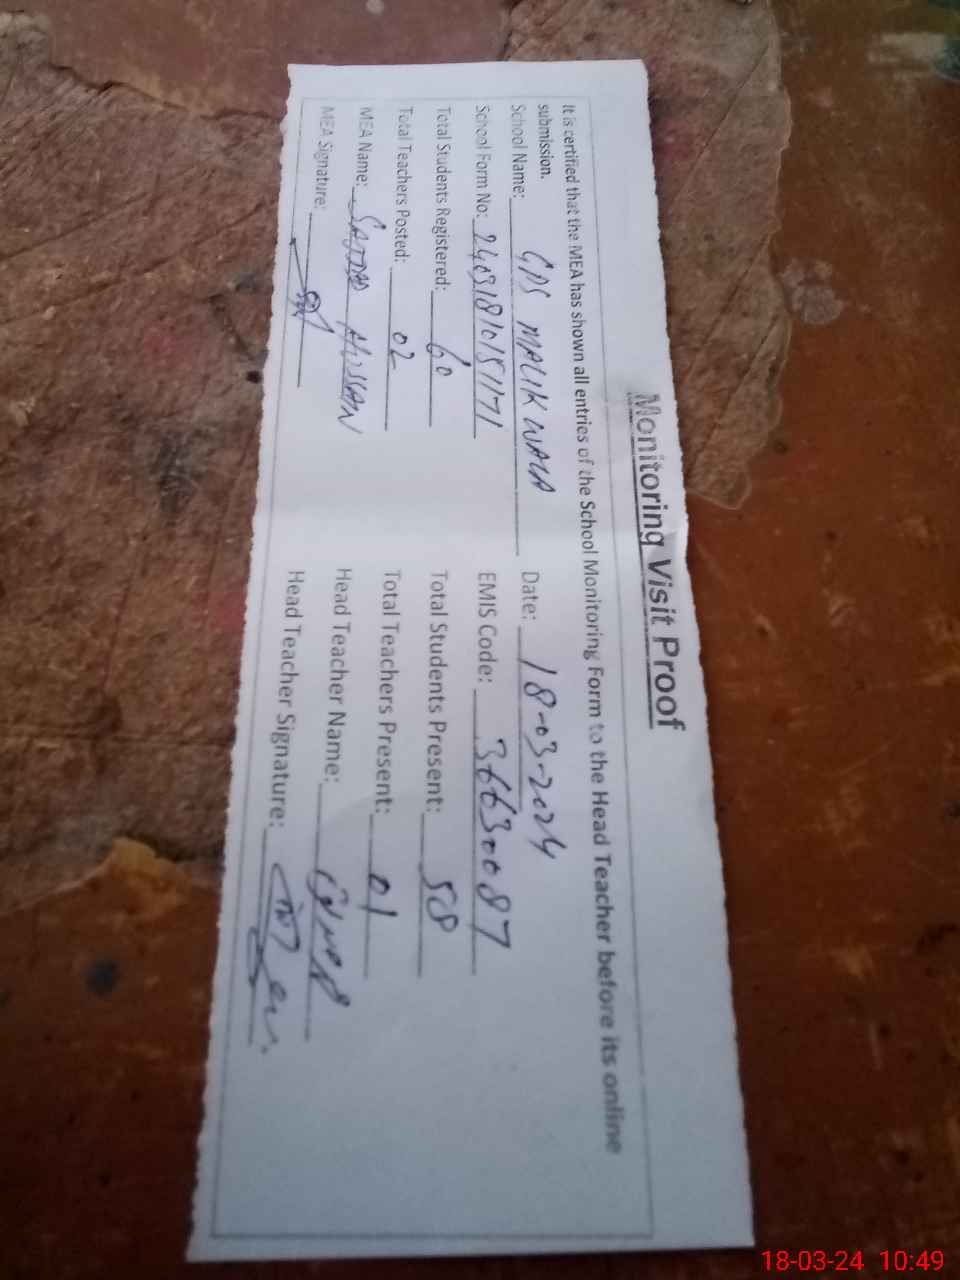 Monitoring Visit Proof
It is certified that the MEA has shown all entries of the School Monitoring Form to the Head Teacher before its online
submission.
School Name: GPS MALIK WALA Date: 18-03-2024
School Form No: 24031810151171 EMIS Code: 36630087
Total Students Registered: 60 Total Students Present: 58
Total Teachers Posted: 02 Total Teachers Present: 01
MEA Name: SAJJAD HUSSAIN Head Teacher Name:
MEA Signature: Head Teacher Signature:
18-03-24 10:49